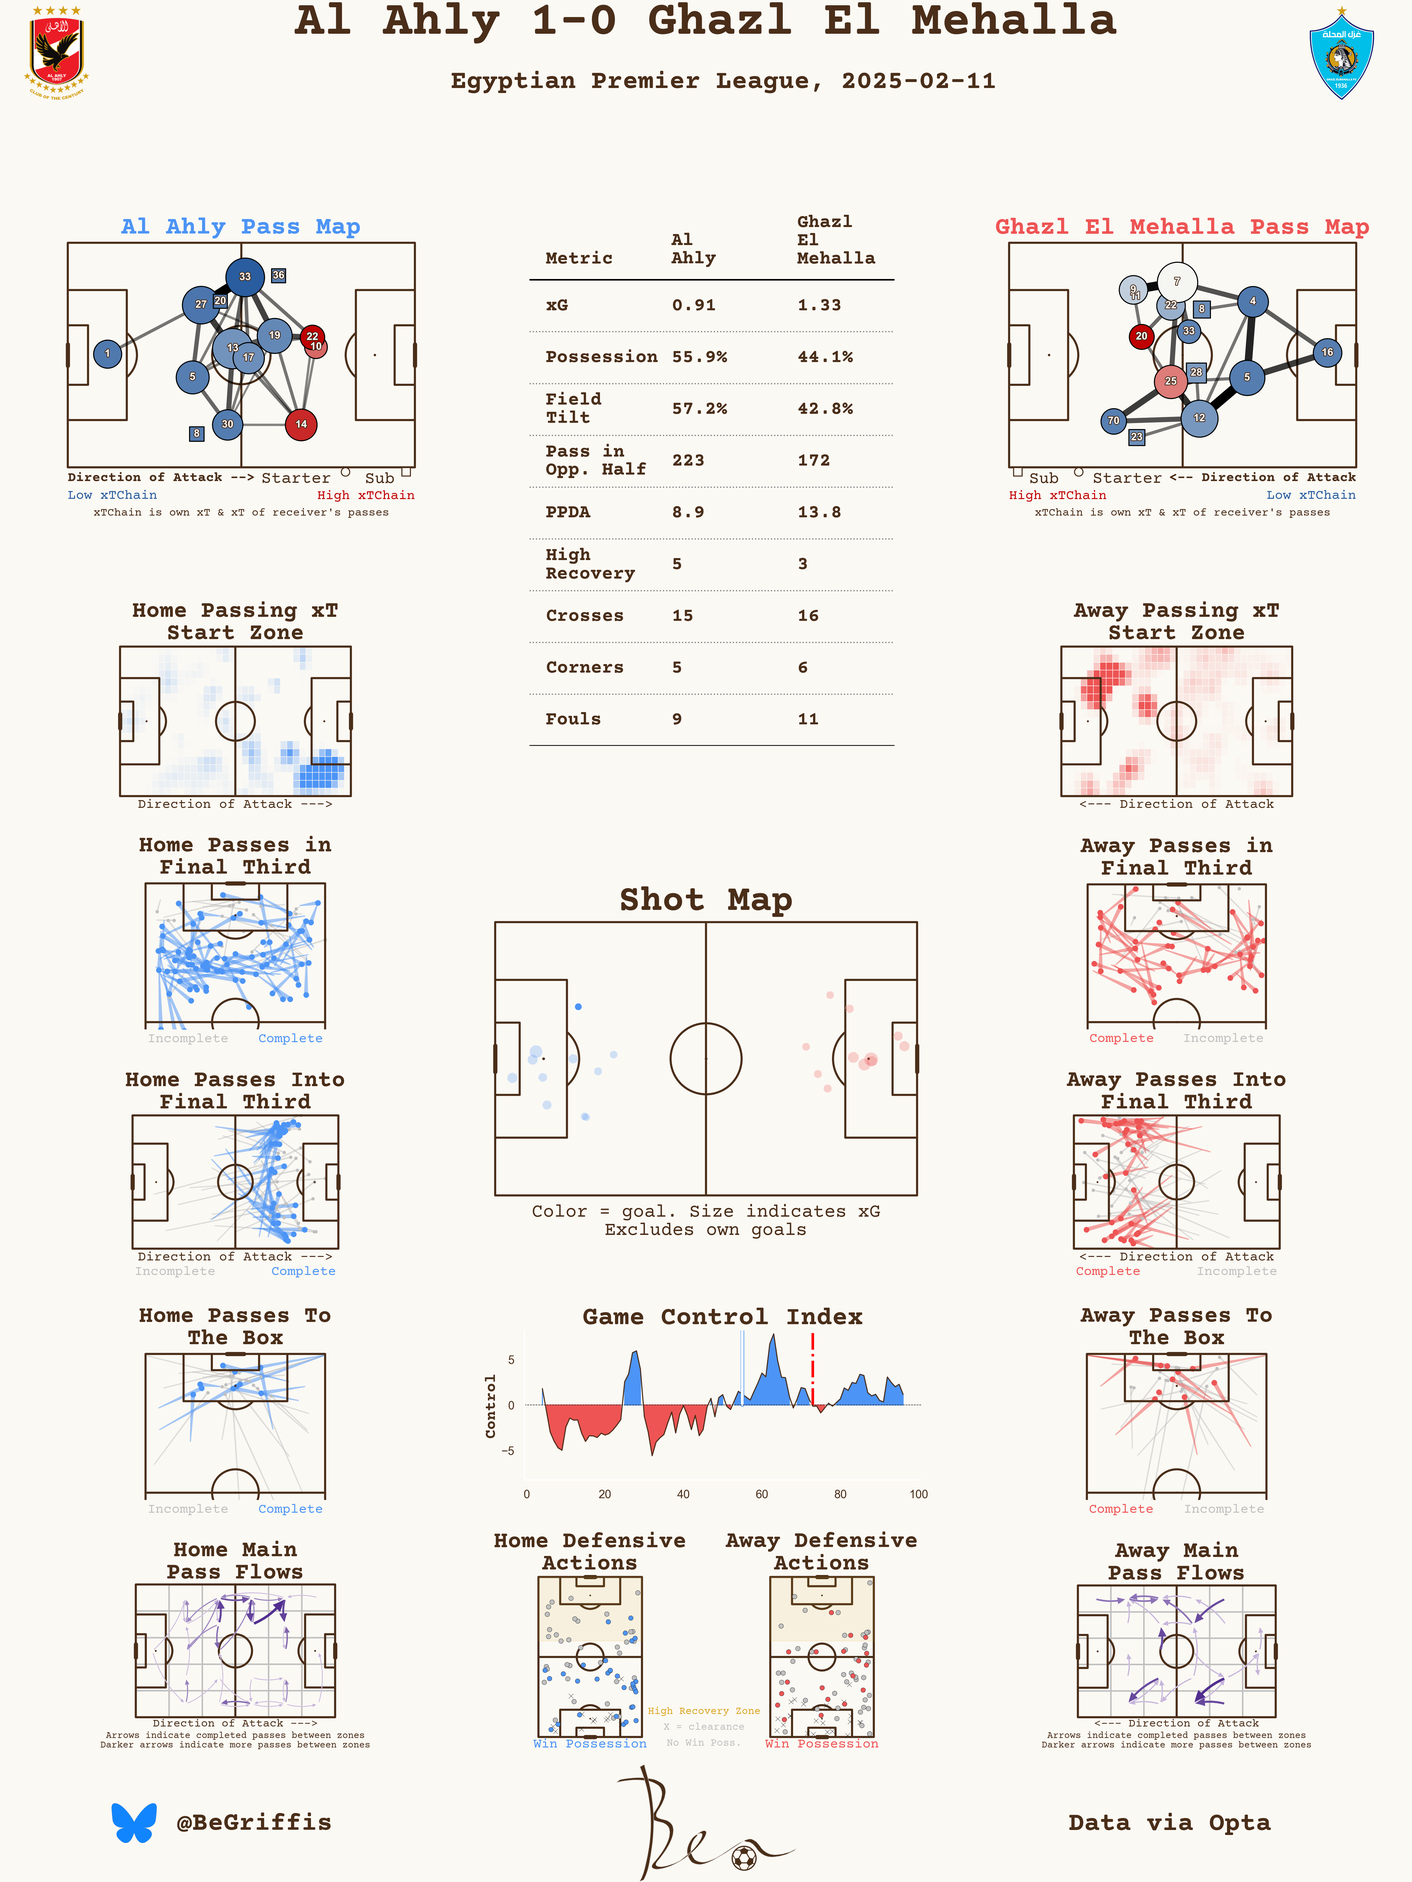 Al Ahly 1-0 Ghazl El Mehalla
Egyptian Premier League, 2025-02-11
الأهلي
AL AHLY
1907
CLUB OF THE CENTURY
غزل المحلة
1936
Al Ahly Pass Map
33
36
27
20
19
22
10
13
17
1
5
30
14
8
Direction of Attack --> Starter Sub
Low xTChain High xTChain
xTChain is own xT & xT of receiver's passes
Metric Al Ahly Ghazl El Mehalla
xG 0.91 1.33
Possession 55.9% 44.1%
Field Tilt 57.2% 42.8%
Pass in Opp. Half 223 172
PPDA 8.9 13.8
High Recovery 5 3
Crosses 15 16
Corners 5 6
Fouls 9 11
Ghazl El Mehalla Pass Map
7
9
11
22
8
4
33
20
16
28
25
5
12
70
23
Sub Starter <-- Direction of Attack
High xTChain Low xTChain
xTChain is own xT & xT of receiver's passes
Home Passing xT
Start Zone
Direction of Attack --->
Away Passing xT
Start Zone
<--- Direction of Attack
Home Passes in
Final Third
Incomplete Complete
Away Passes in
Final Third
Complete Incomplete
Shot Map
Color = goal. Size indicates xG
Excludes own goals
Home Passes Into
Final Third
Direction of Attack --->
Incomplete Complete
Away Passes Into
Final Third
<--- Direction of Attack
Complete Incomplete
Home Passes To
The Box
Incomplete Complete
Game Control Index
Control
5
0
−5
0 20 40 60 80 100
Away Passes To
The Box
Complete Incomplete
Home Main
Pass Flows
Direction of Attack --->
Arrows indicate completed passes between zones
Darker arrows indicate more passes between zones
Home Defensive
Actions
Win Possession
High Recovery Zone
X = clearance
No Win Poss.
Away Defensive
Actions
Win Possession
Away Main
Pass Flows
<--- Direction of Attack
Arrows indicate completed passes between zones
Darker arrows indicate more passes between zones
@BeGriffis
Ben
Data via Opta